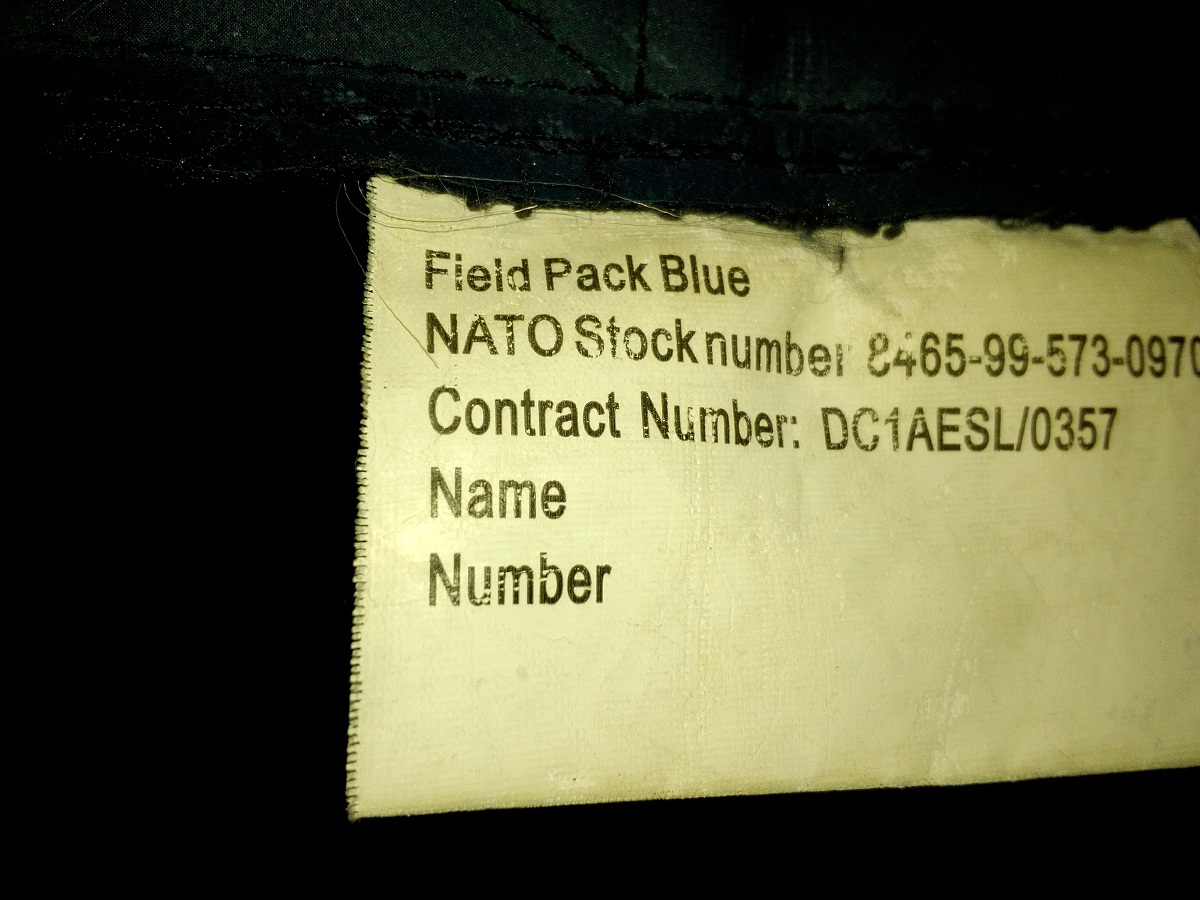 Field Pack Blue
NATO Stock number 8465-99-573-0970
Contract Number: DC1AESL/0357
Name
Number